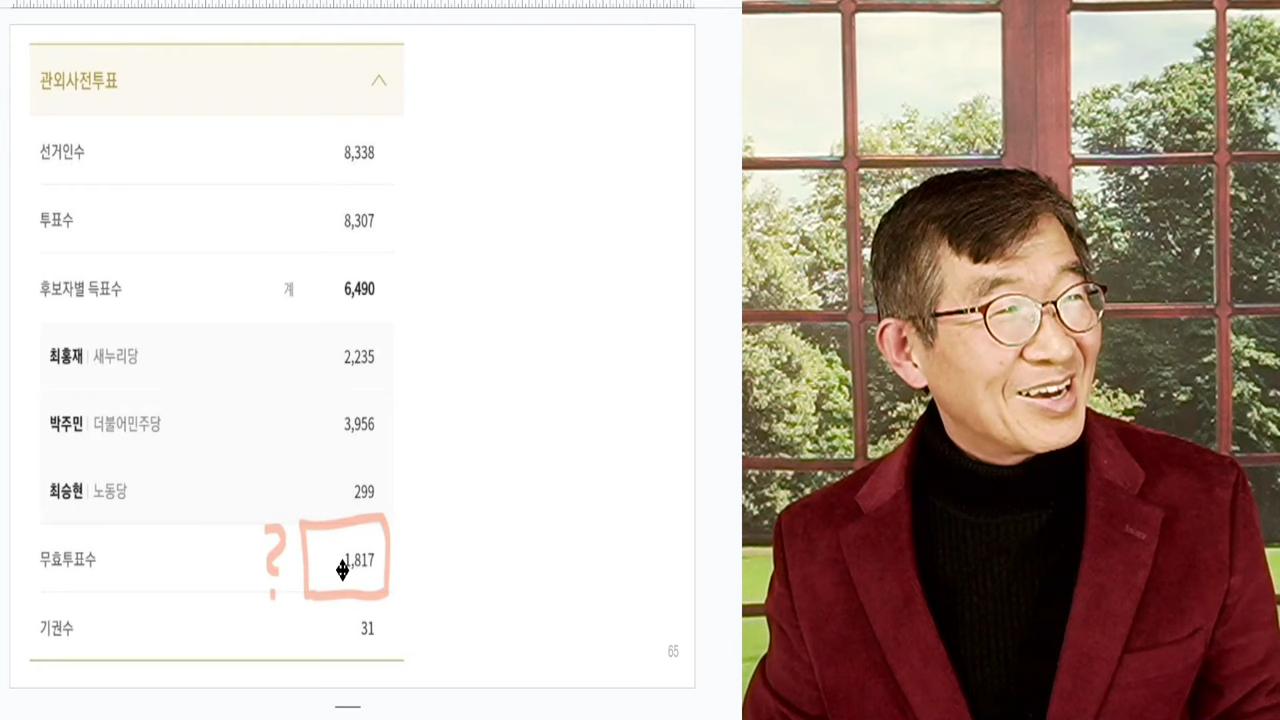 관외사전투표
선거인수 8,338
투표수 8,307
후보자별 득표수 계 6,490
최홍재 | 새누리당 2,235
박주민 | 더불어민주당 3,956
최승현 | 노동당 299
? 무효투표수 1,817
기권수 31
65